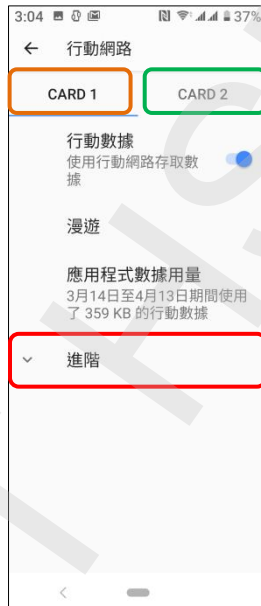 3:04 37%
行動網路
CARD 1 CARD 2
行動數據
使用行動網路存取數
據
漫遊
應用程式數據用量
3月14日至4月13日期間使用
了 359 KB 的行動數據
進階